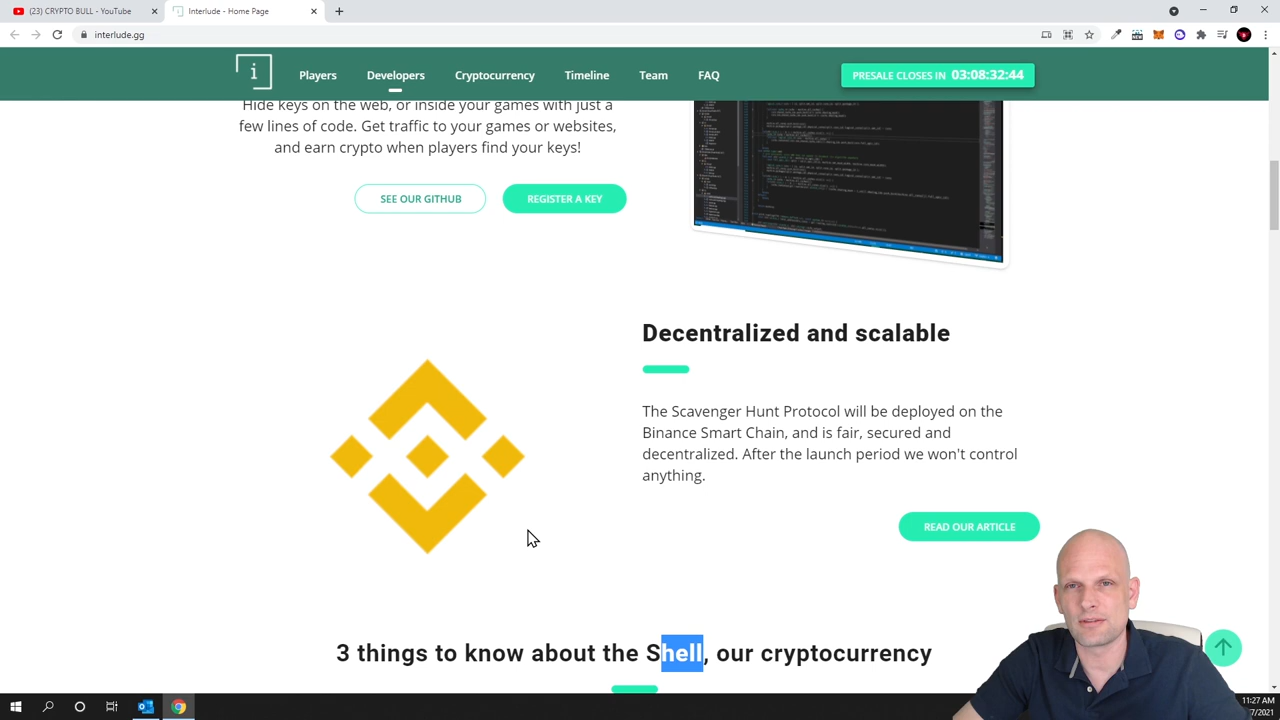 (23) CRYPTO BULL - YouTube
Interlude - Home Page
interlude.gg
i
Players
Developers
Cryptocurrency
Timeline
Team
FAQ
PRESALE CLOSES IN 03:08:32:44
Hide keys on the web, or inside your games with just a
few lines of code. Get traffic to your games or websites,
and earn crypto when players find your keys!
SEE OUR GITHUB
REGISTER A KEY
Decentralized and scalable
The Scavenger Hunt Protocol will be deployed on the
Binance Smart Chain, and is fair, secured and
decentralized. After the launch period we won't control
anything.
READ OUR ARTICLE
3 things to know about the Shell, our cryptocurrency
11:27 AM
7/2021